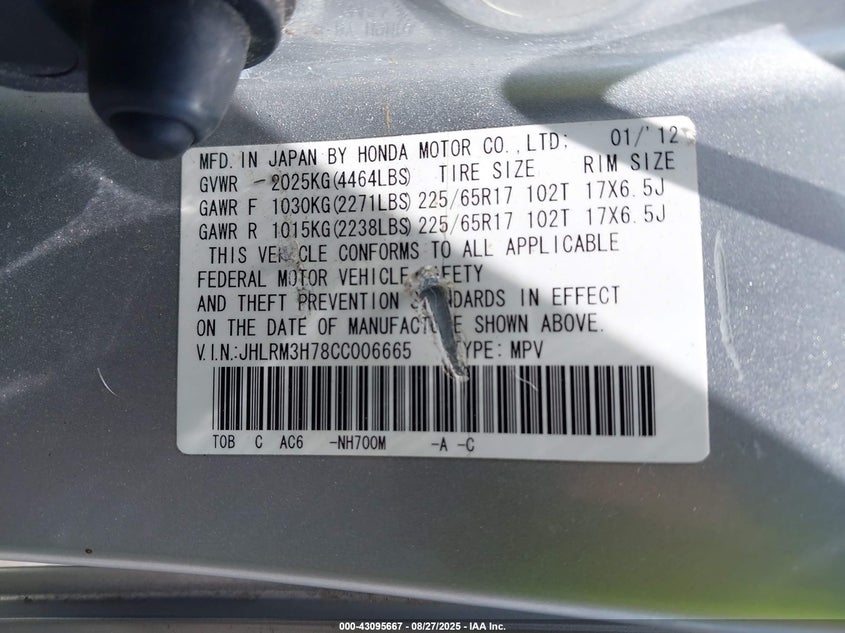 MFD. IN JAPAN BY HONDA MOTOR CO.,LTD: 01/'12
GVWR -2025KG(4464LBS) TIRE SIZE RIM SIZE
GAWR F 1030KG(2271LBS) 225/65R17 102T 17X6.5J
GAWR R 1015KG(2238LBS) 225/65R17 102T 17X6.5J
THIS VEHICLE CONFORMS TO ALL APPLICABLE
FEDERAL MOTOR VEHICLE SAFETY
AND THEFT PREVENTION STANDARDS IN EFFECT
ON THE DATE OF MANUFACTURE SHOWN ABOVE.
V.I.N.:JHLRM3H78CC006665 TYPE: MPV
TOB C AC6 -NH700M -A -C
000-43095667 - 08/27/2025 - IAA Inc.